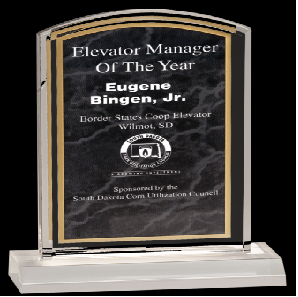 Elevator Manager
Of The Year
Eugene
Bingen, Jr.
Border States Coop Elevator
Wilmot, SD
Sponsored by the
South Dakota Corn Utilization Council